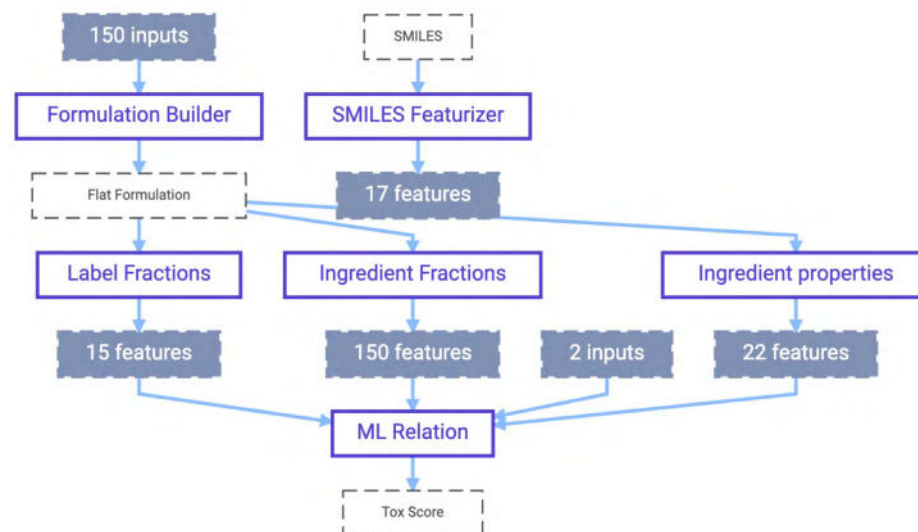 150 inputs
SMILES
Formulation Builder
SMILES Featurizer
Flat Formulation
17 features
Label Fractions
Ingredient Fractions
Ingredient properties
15 features
150 features
2 inputs
22 features
ML Relation
Tox Score